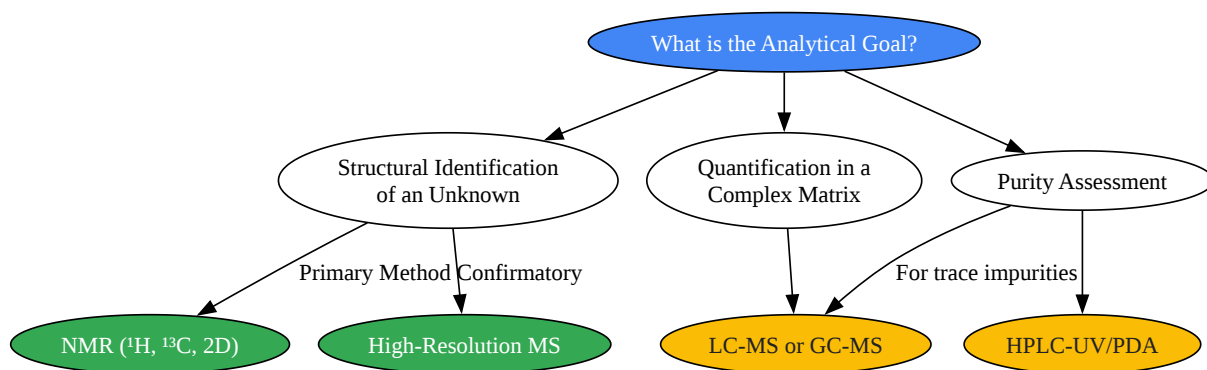 What is the Analytical Goal?
Structural Identification
of an Unknown
Quantification in a
Complex Matrix
Purity Assessment
Primary Method
Confirmatory
For trace impurities
NMR (¹H, ¹³C, 2D)
High-Resolution MS
LC-MS or GC-MS
HPLC-UV/PDA